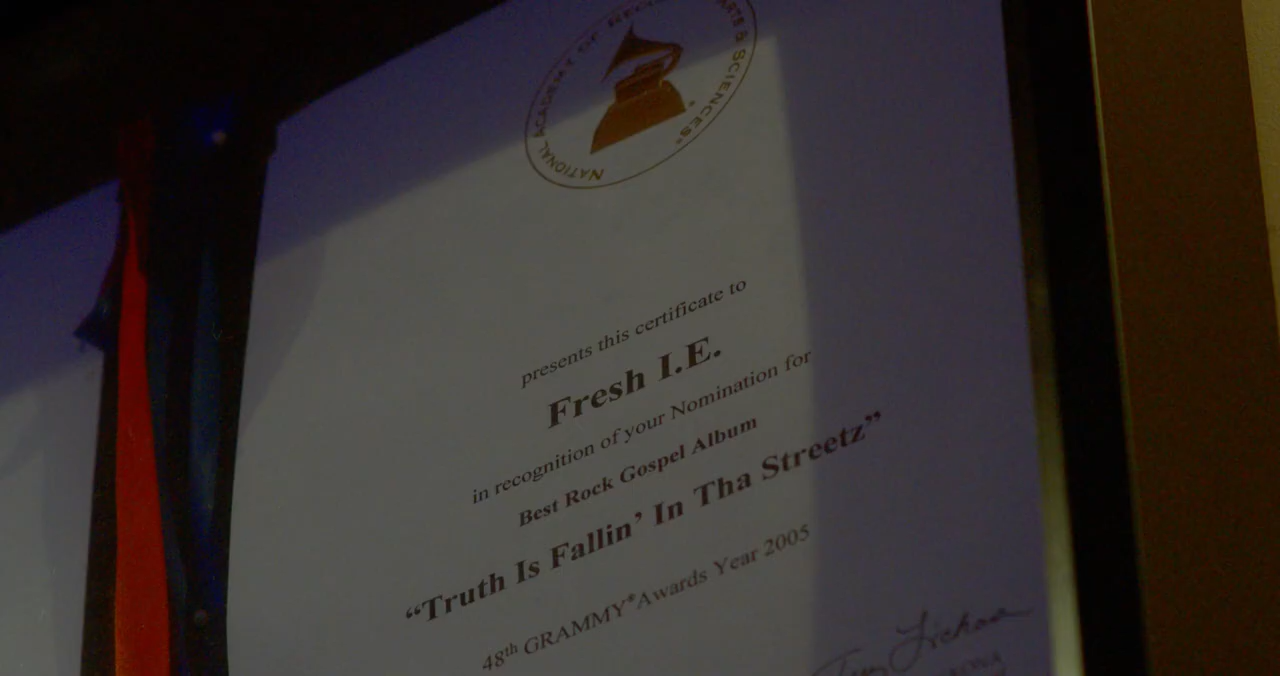 NATIONAL ACADEMY OF RECO ARTS & SCIENCES
presents this certificate to
Fresh I.E.
in recognition of your Nomination for
Best Rock Gospel Album
“Truth Is Fallin’ In Tha Streetz”
48th GRAMMY® Awards Year 2005